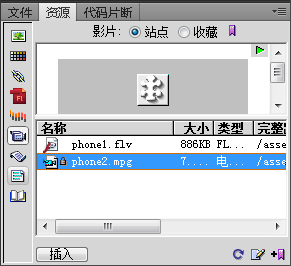 文件 资源 代码片断
影片: 站点 收藏
名称 大小 类型 完整
phone1.flv 886KB FL... /asse
phone2.mpg 7.... 电... /asse
插入